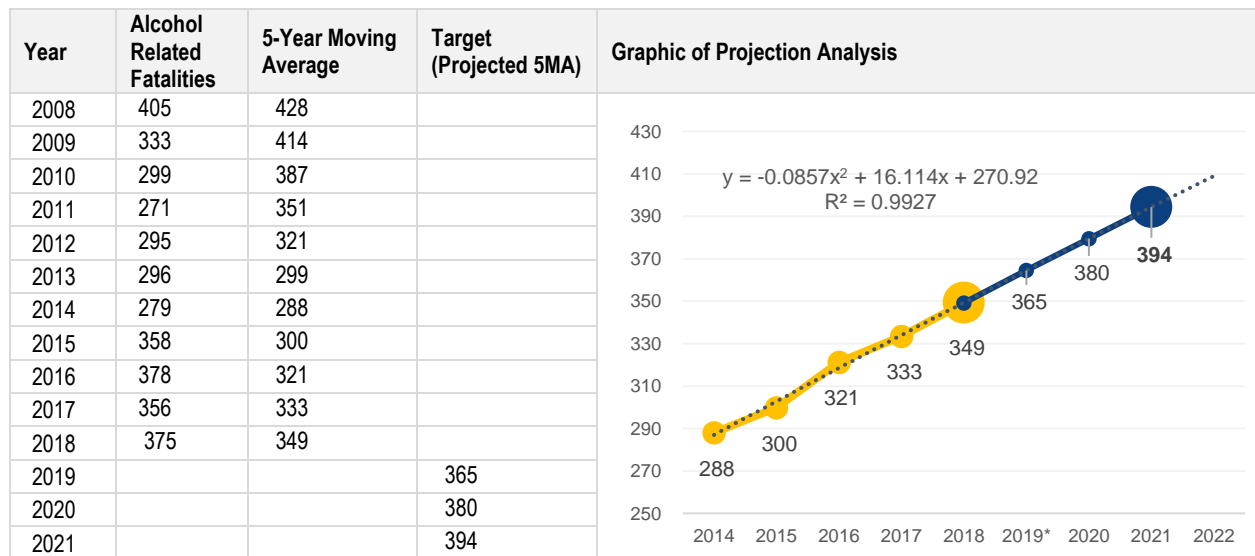 Year
Alcohol
Related
Fatalities
5-Year Moving
Average
Target
(Projected 5MA)
Graphic of Projection Analysis
2008 405 428
2009 333 414
2010 299 387
2011 271 351
2012 295 321
2013 296 299
2014 279 288
2015 358 300
2016 378 321
2017 356 333
2018 375 349
2019 365
2020 380
2021 394
430
410
390
370
350
330
310
290
270
250
y = -0.0857x² + 16.114x + 270.92
R² = 0.9927
288
300
321
333
349
365
380
394
2014 2015 2016 2017 2018 2019* 2020 2021 2022